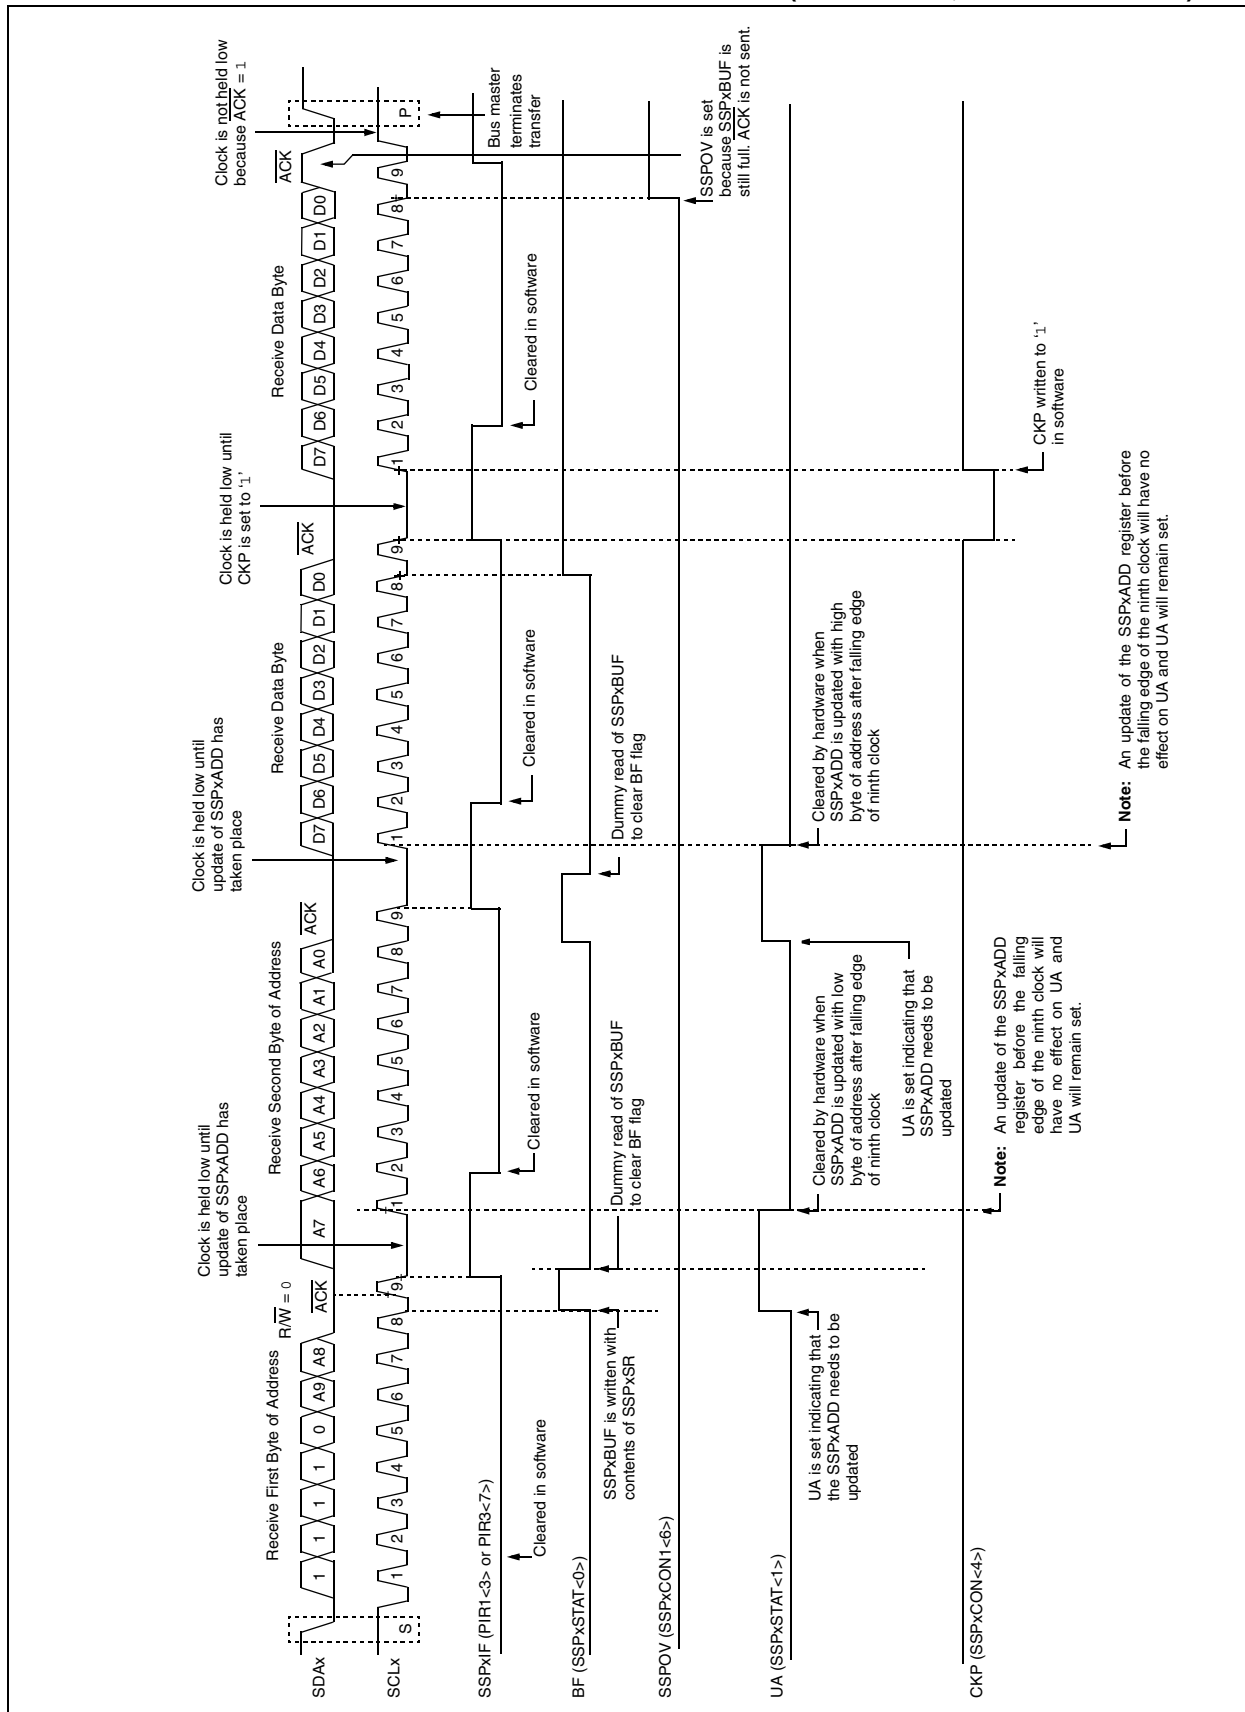 Receive First Byte of Address
R/W = 0
ACK
Clock is held low until
update of SSPxADD has
taken place
Receive Second Byte of Address
ACK
Clock is held low until
update of SSPxADD has
taken place
Receive Data Byte
ACK
Clock is held low until
CKP is set to ‘1’
Receive Data Byte
ACK
Clock is not held low
because ACK = 1
SDAx
1 1 1 1 0 A9 A8
A7 A6 A5 A4 A3 A2 A1 A0
D7 D6 D5 D4 D3 D2 D1 D0
D7 D6 D5 D4 D3 D2 D1 D0
SCLx
S
1 2 3 4 5 6 7 8 9
1 2 3 4 5 6 7 8 9
1 2 3 4 5 6 7 8 9
1 2 3 4 5 6 7 8 9
P
SSPxIF (PIR1<3> or PIR3<7>)
Cleared in software
Cleared in software
Cleared in software
Cleared in software
Bus master
terminates
transfer
BF (SSPxSTAT<0>)
SSPxBUF is written with
contents of SSPxSR
Dummy read of SSPxBUF
to clear BF flag
Dummy read of SSPxBUF
to clear BF flag
SSPOV (SSPxCON1<6>)
SSPOV is set
because SSPxBUF is
still full. ACK is not sent.
UA (SSPxSTAT<1>)
UA is set indicating that
the SSPxADD needs to be
updated
Cleared by hardware when
SSPxADD is updated with low
byte of address after falling edge
of ninth clock
UA is set indicating that
SSPxADD needs to be
updated
Cleared by hardware when
SSPxADD is updated with high
byte of address after falling edge
of ninth clock
CKP (SSPxCON<4>)
Note: An update of the SSPxADD
register before the falling
edge of the ninth clock will
have no effect on UA and
UA will remain set.
CKP written to ‘1’
in software
Note: An update of the SSPxADD register before
the falling edge of the ninth clock will have no
effect on UA and UA will remain set.